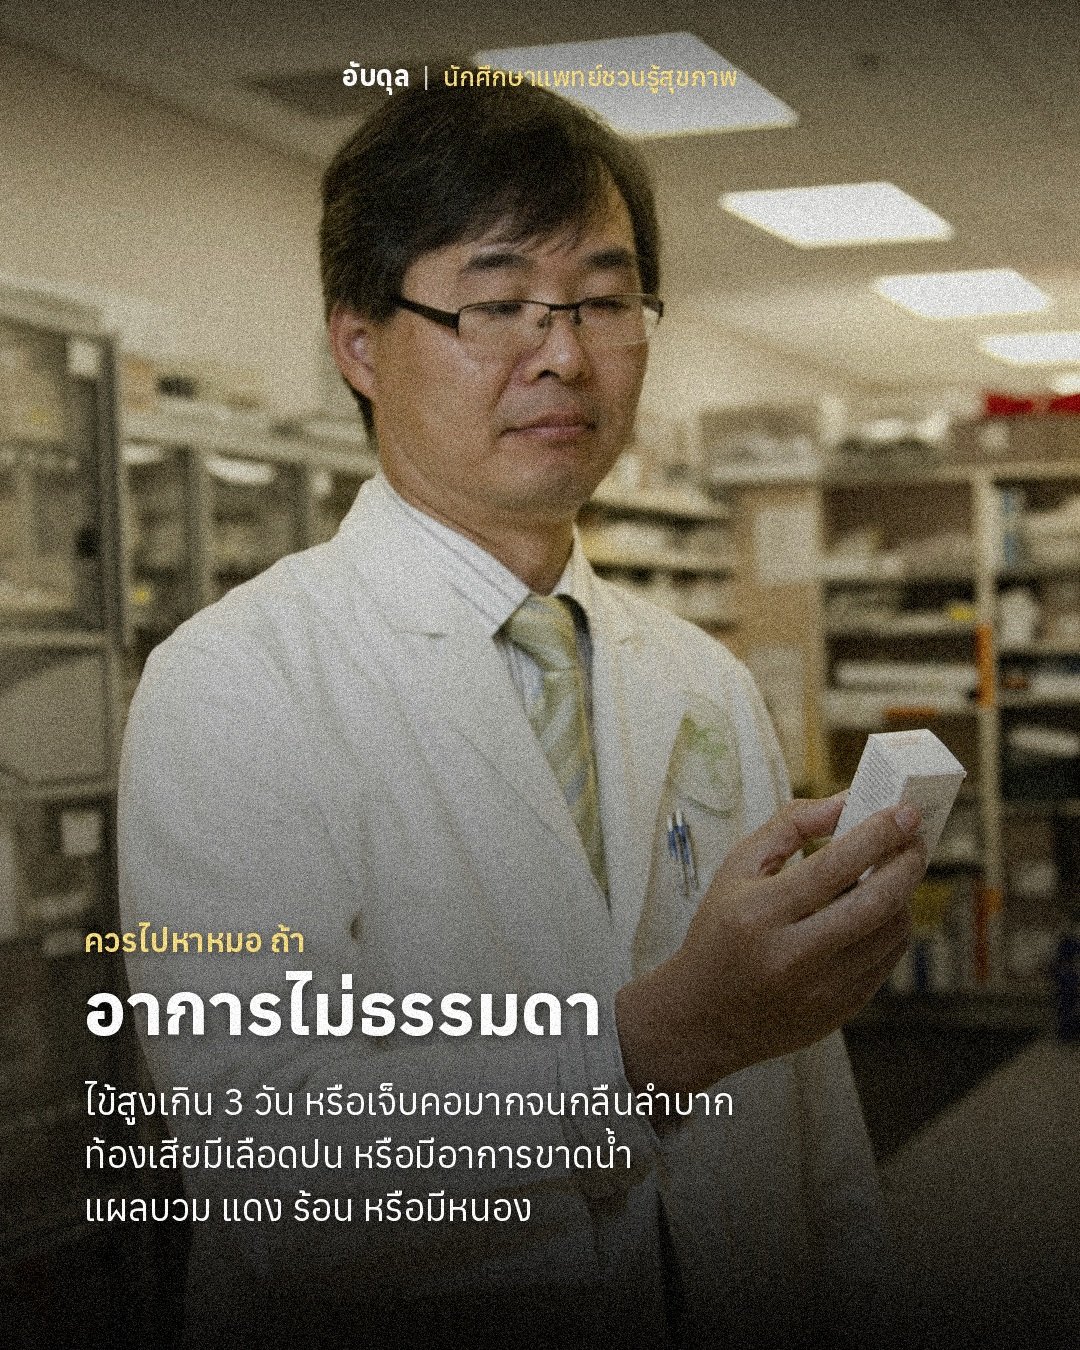 อับดุล | นักศึกษาแพทย์ชวนรู้สุขภาพ
ควรไปหาหมอ ถ้า
อาการไม่ธรรมดา
ไข้สูงเกิน 3 วัน หรือเจ็บคอมากจนกลืนลำบาก
ท้องเสียมีเลือดปน หรือมีอาการขาดน้ำ
แผลบวม แดง ร้อน หรือมีหนอง